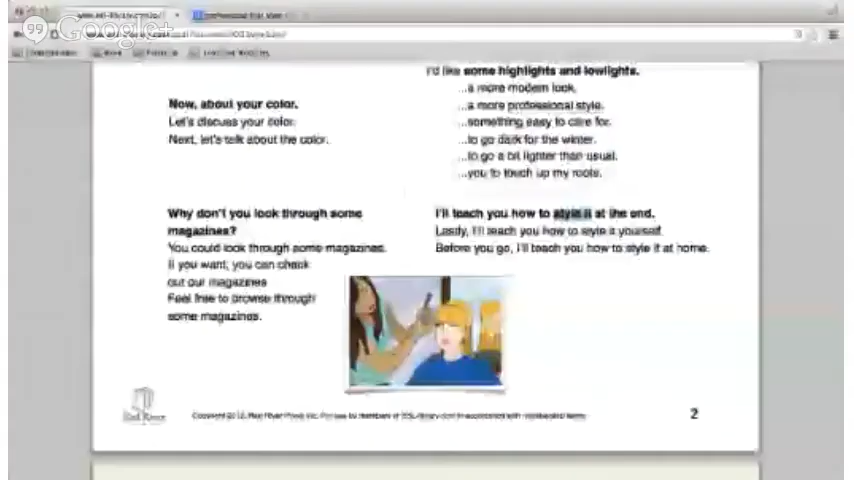 Google+
I'd like some highlights and lowlights.
...a more modern look.
Now, about your color.
...a more professional style.
Let's discuss your color.
...something easy to care for.
Next, let's talk about the color.
...to go dark for the winter.
...to go a bit lighter than usual.
...you to touch up my roots.
Why don't you look through some
magazines?
You could look through some magazines.
If you want, you can check
out our magazines
Feel free to browse through
some magazines.
I'll teach you how to style it at the end.
Lastly, I'll teach you how to style it yourself.
Before you go, I'll teach you how to style it at home.
Red River
2